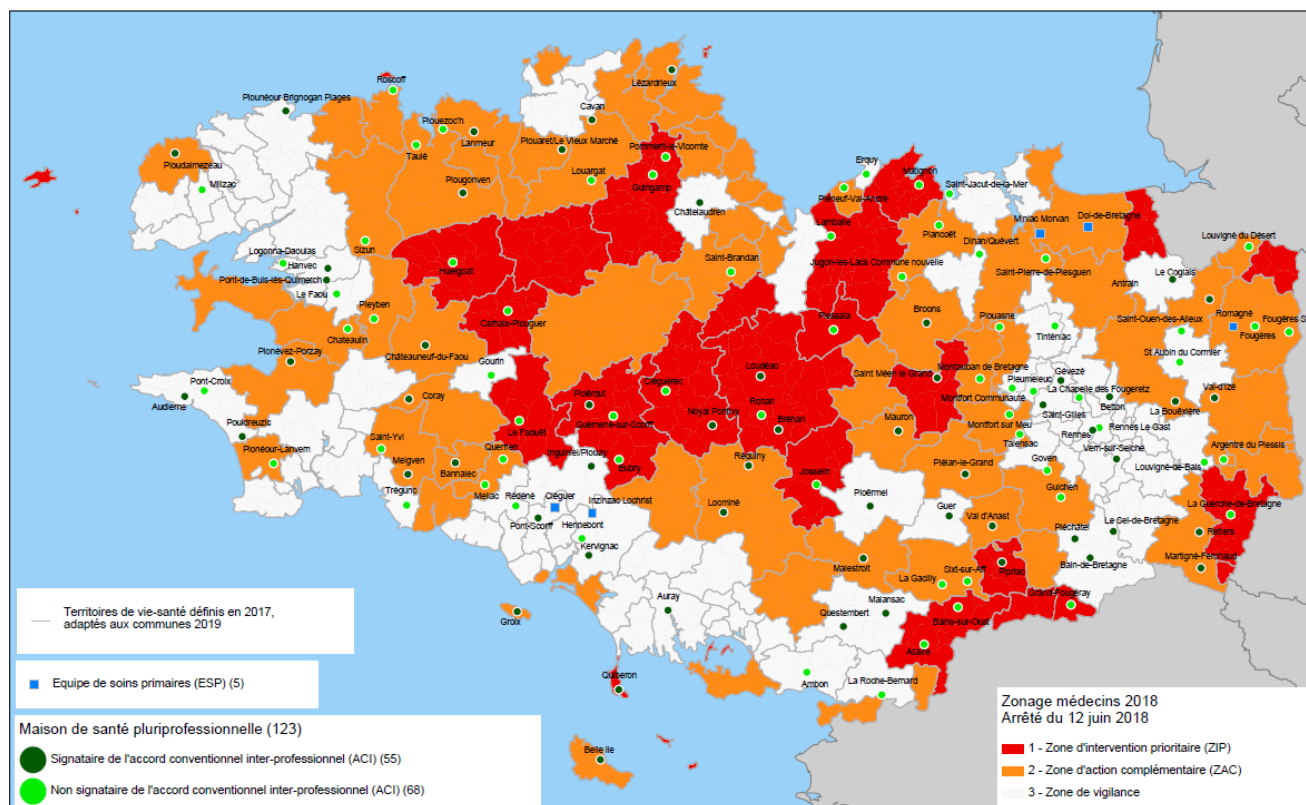 Roscoff
Plounéour Brignogan Plages
Plouezoc'h
Lanmeur
Taulé
Plougonven
Ploudalmezeau
Milizac
Lézardrieux
Cavan
Plouaret/Le Vieux Marché
Louargat
Pommerit-le-Vicomte
Guingamp
Châtelaudren
Erquy
Pléneuf-Val-André
Matignon
Saint-Jacut-de-la-Mer
Lamballe
Plancoët
Dinan/Quévert
Miniac Morvan
Dol-de-Bretagne
Saint-Pierre-de-Plesguen
Louvigné du Désert
Le Coglais
Antrain
Romagné
Fougères
Fougères S
Saint-Ouen-des-Alleux
St Aubin du Cormier
Logonna-Daoulas
Hanvec
Pont-de-Buis-lès-Quimerch
Le Faou
Sizun
Huelgoat
Saint-Brandan
Jugon-les-Lacs Commune nouvelle
Pleyben
Chateaulin
Plonévez-Porzay
Châteauneuf-du-Faou
Carhaix-Plouguer
Plessala
Broons
Plouasne
Tinténiac
Gourin
Loudéac
Saint Méen le Grand
Montauban de Bretagne
Pleumeleuc
Gévezé
La Chapelle des Fougeretz
Betton
Val-d'Izé
La Bouëxière
Pont-Croix
Audierne
Pouldreuzic
Plonéour-Lanvern
Coray
Saint-Yvi
Melgven
Trégunc
Bannalec
Querrien
Mellac
Le Faouët
Ploërdut
Cléguérec
Guémené-sur-Scorff
Noyal Pontivy
Rohan
Bréhan
Bubry
Inguiniel/Plouay
Réguiny
Josselin
Mauron
Montfort Communauté
Montfort sur Meu
Talensac
Saint-Gilles
Rennes
Rennes Le Gast
Vern-sur-Seiche
Argentré du Plessis
Louvigné-de-Bais
Goven
Guichen
Plélan-le-Grand
Rédéné
Cléguer
Inzinzac Lochrist
Pont-Scorff
Hennebont
Kervignac
Locminé
Ploërmel
Guer
Val d'Anast
Pléchâtel
Le Sel-de-Bretagne
Bain-de-Bretagne
La Guerche-de-Bretagne
Retiers
Martigné-Ferchaud
Malestroit
La Gacilly
Sixt-sur-Aff
Pipriac
Grand-Fougeray
Bains-sur-Oust
Allaire
Groix
Auray
Questembert
Malansac
Ambon
La Roche-Bernard
Quiberon
Belle Ile
Territoires de vie-santé définis en 2017,
adaptés aux communes 2019
Equipe de soins primaires (ESP) (5)
Maison de santé pluriprofessionnelle (123)
Signataire de l'accord conventionnel inter-professionnel (ACI) (55)
Non signataire de l'accord conventionnel inter-professionnel (ACI) (68)
Zonage médecins 2018
Arrêté du 12 juin 2018
1 - Zone d'intervention prioritaire (ZIP)
2 - Zone d'action complémentaire (ZAC)
3 - Zone de vigilance